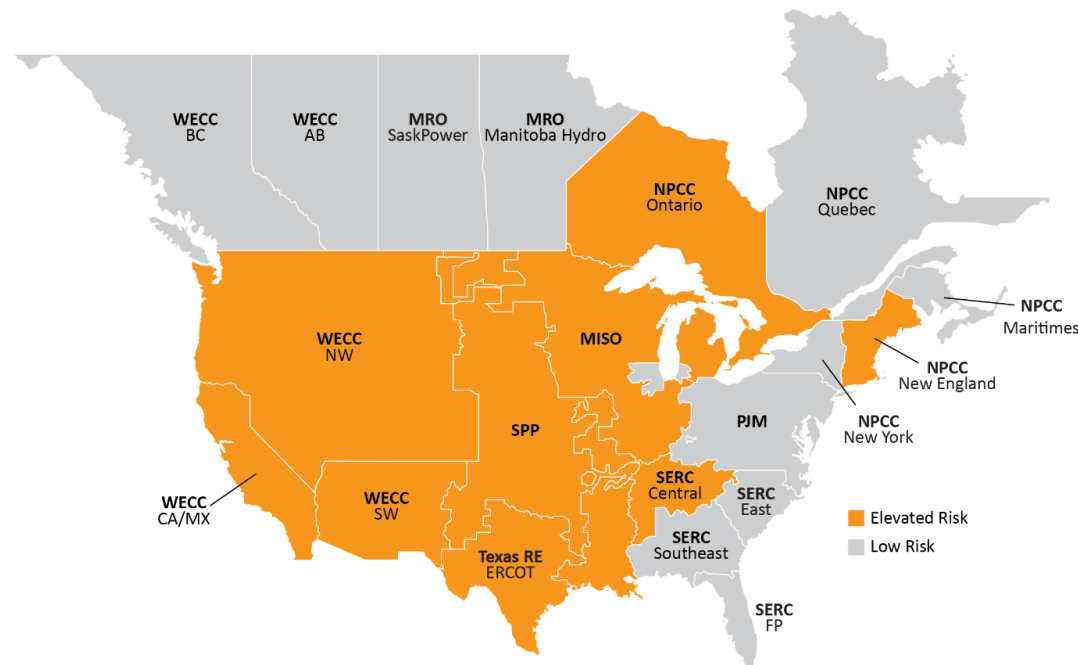 WECC
BC
WECC
AB
MRO
SaskPower
MRO
Manitoba Hydro
NPCC
Ontario
NPCC
Quebec
NPCC
Maritimes
WECC
NW
MISO
NPCC
New England
SPP
PJM
NPCC
New York
WECC
CA/MX
WECC
SW
SERC
Central
SERC
East
Elevated Risk
Low Risk
SERC
Southeast
Texas RE
ERCOT
SERC
FP